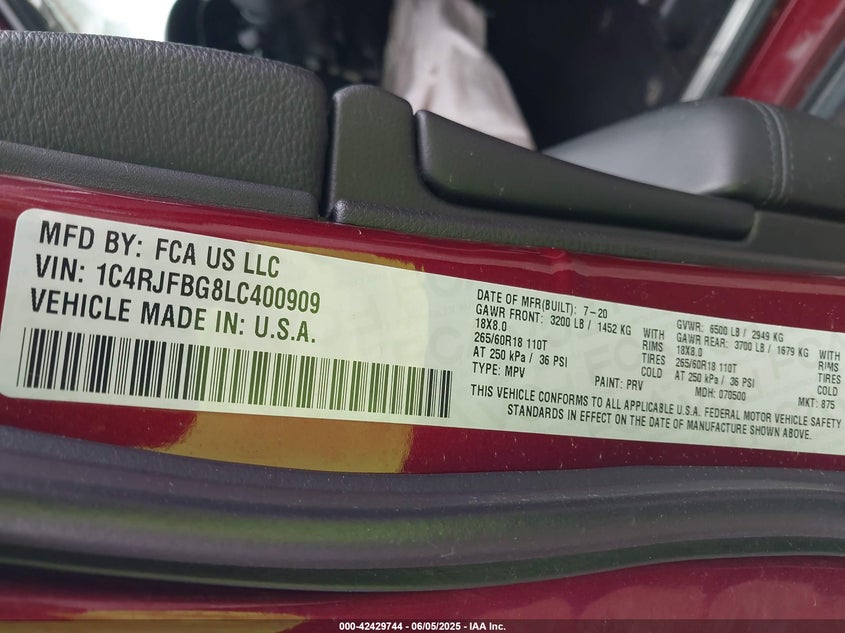 MFD BY: FCA US LLC
VIN: 1C4RJFBG8LC400909
VEHICLE MADE IN: U.S.A.
DATE OF MFR(BUILT): 7-20
GAWR FRONT: 3200 LB / 1452 KG WITH
18X8.0 RIMS
265/60R18 110T TIRES
AT 250 kPa / 36 PSI COLD
TYPE: MPV PAINT: PRV
GVWR: 6500 LB / 2949 KG
GAWR REAR: 3700 LB / 1679 KG WITH
18X8.0 RIMS
265/60R18 110T TIRES
AT 250 kPa / 36 PSI COLD
MDH: 070500 MKT: 875
THIS VEHICLE CONFORMS TO ALL APPLICABLE U.S.A. FEDERAL MOTOR VEHICLE SAFETY
STANDARDS IN EFFECT ON THE DATE OF MANUFACTURE SHOWN ABOVE.
000-42429744 - 06/05/2025 - IAA Inc.